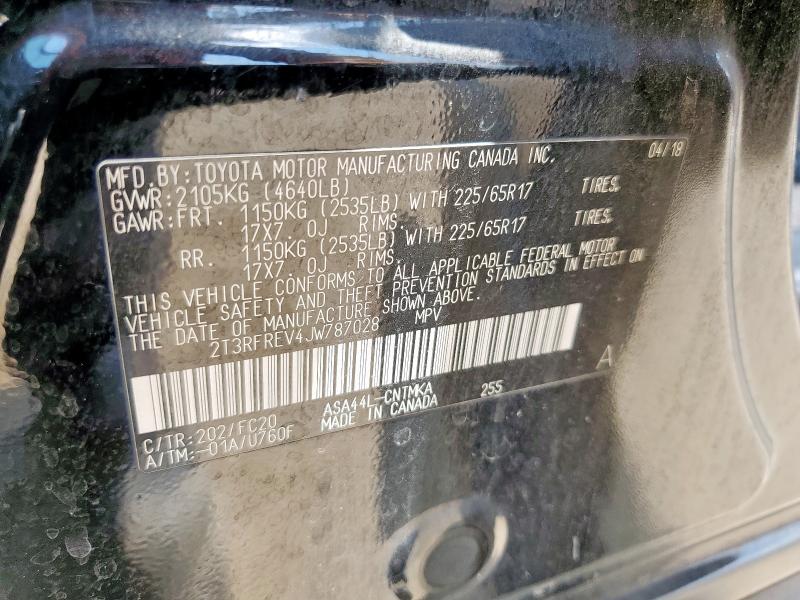 MFD.BY:TOYOTA MOTOR MANUFACTURING CANADA INC. 04/18
GVWR:2105KG (4640LB)
GAWR:FRT. 1150KG (2535LB) WITH 225/65R17 TIRES,
17X7.0J RIMS.
RR. 1150KG (2535LB) WITH 225/65R17 TIRES,
17X7.0J RIMS.
THIS VEHICLE CONFORMS TO ALL APPLICABLE FEDERAL MOTOR
VEHICLE SAFETY AND THEFT PREVENTION STANDARDS IN EFFECT ON
THE DATE OF MANUFACTURE SHOWN ABOVE.
2T3RFREV4JW787028 MPV
A
C/TR:202/FC20 ASA44L-CNTMKA 255
A/TM:-01A/U760F MADE IN CANADA